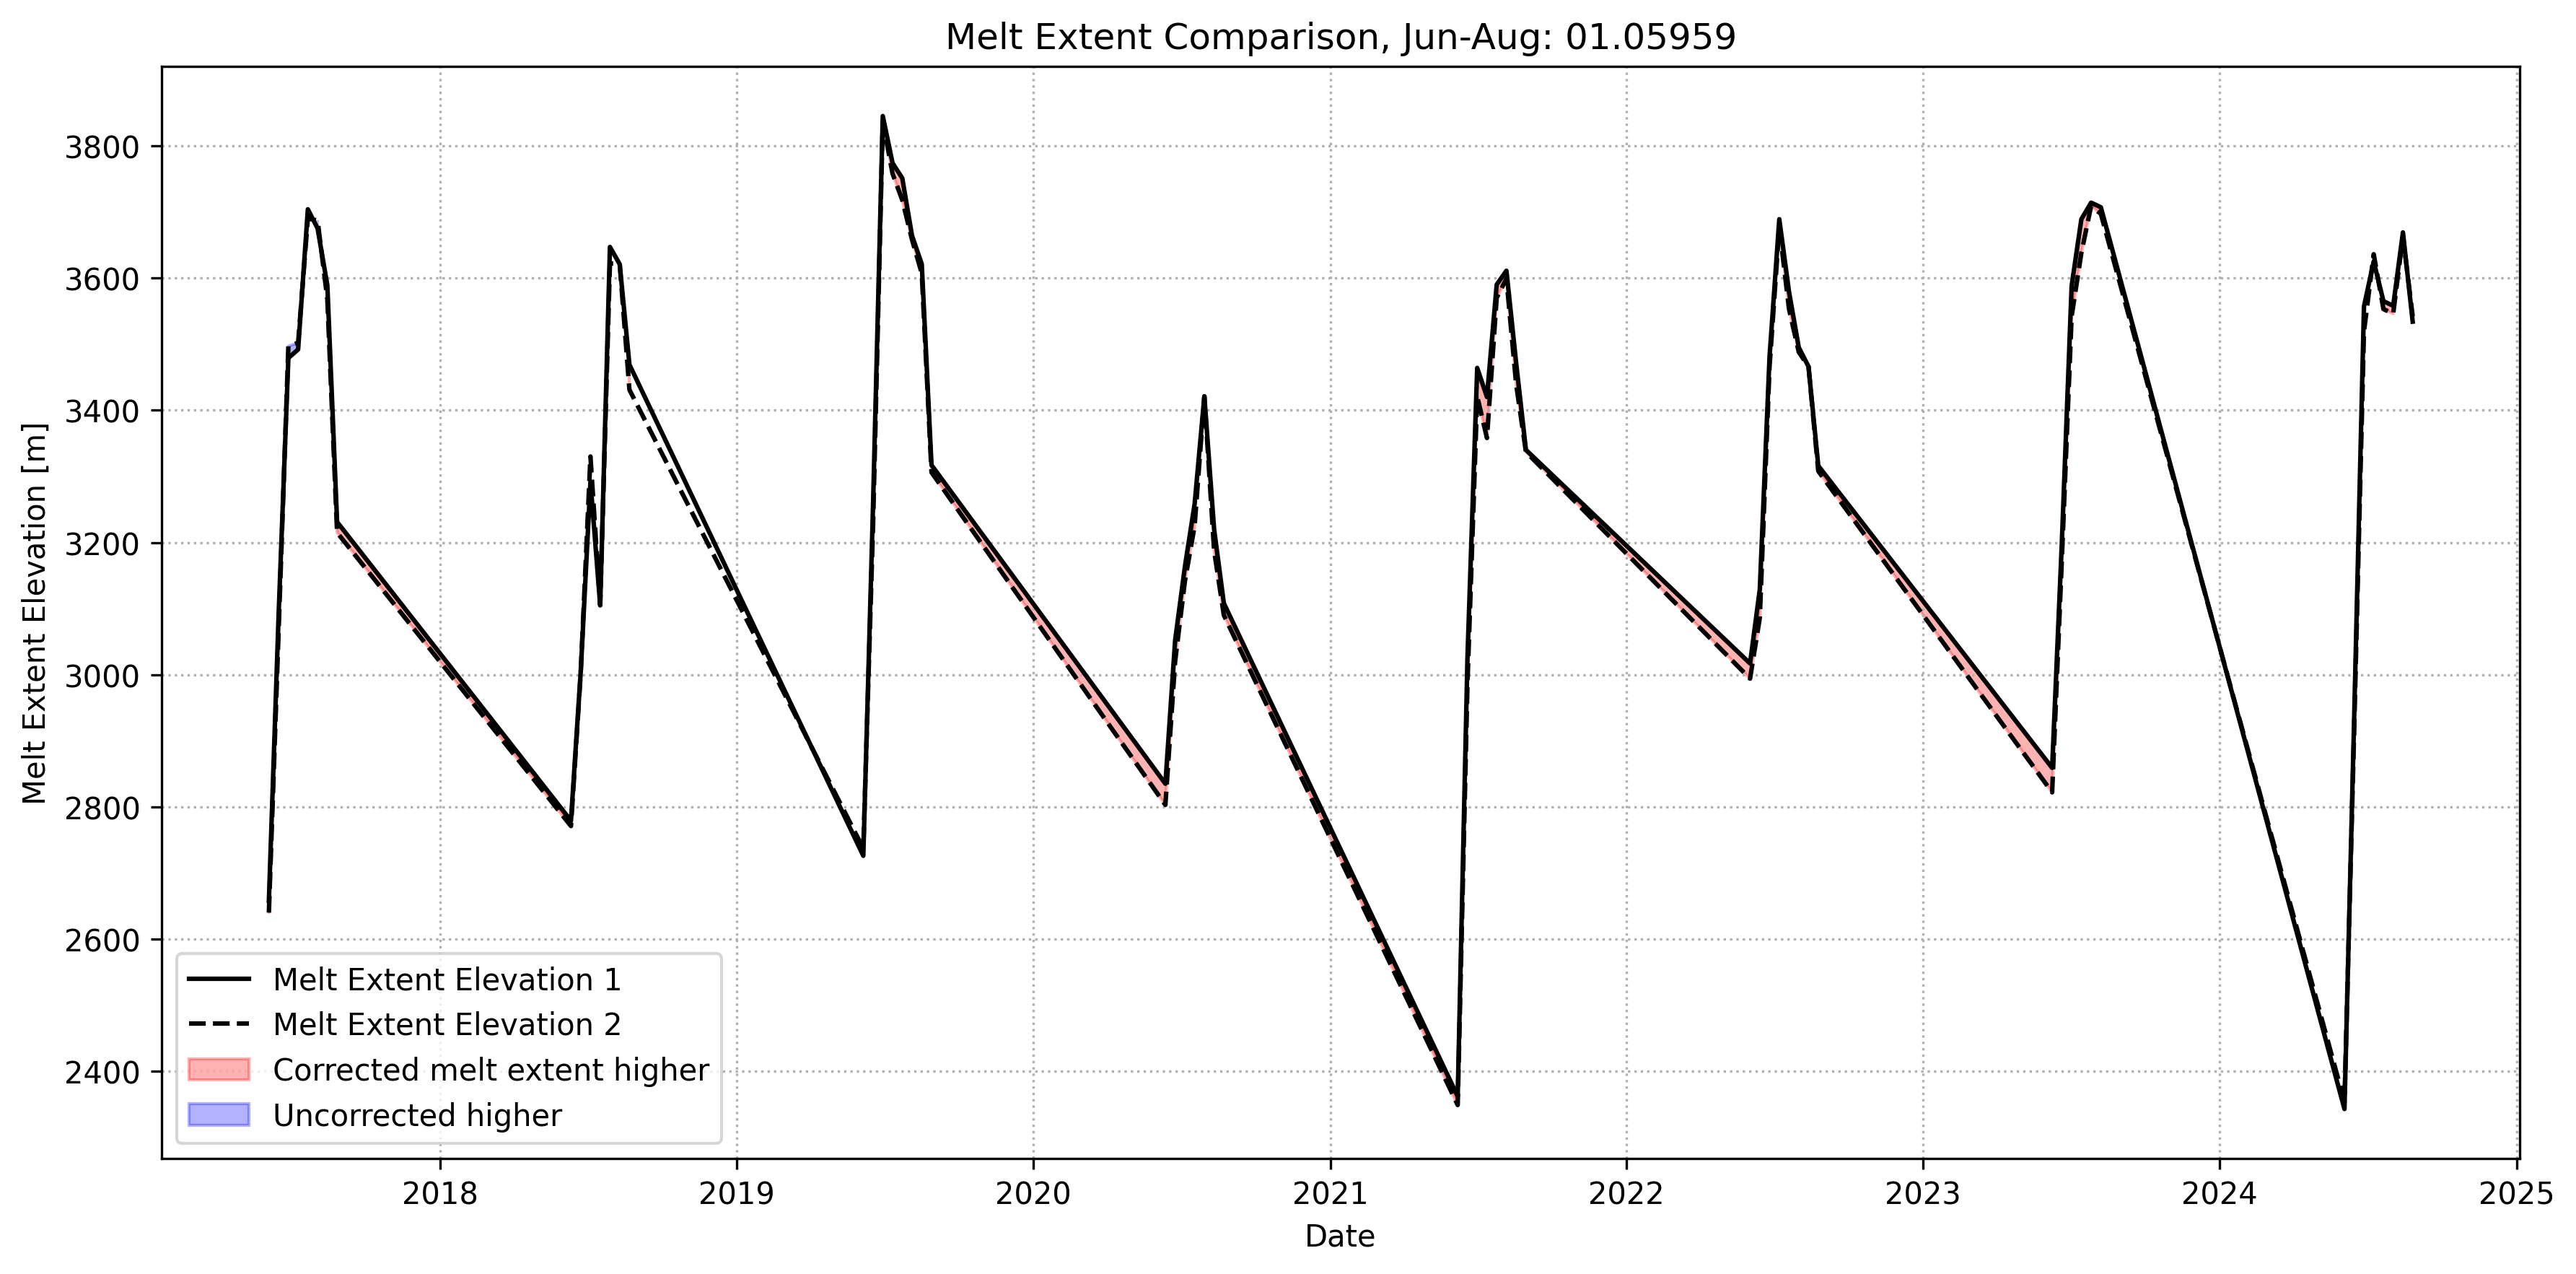 Melt Extent Comparison, Jun-Aug: 01.05959
Melt Extent Elevation [m]
3800
3600
3400
3200
3000
2800
2600
2400
Melt Extent Elevation 1
Melt Extent Elevation 2
Corrected melt extent higher
Uncorrected higher
2018 2019 2020 2021 2022 2023 2024 2025
Date